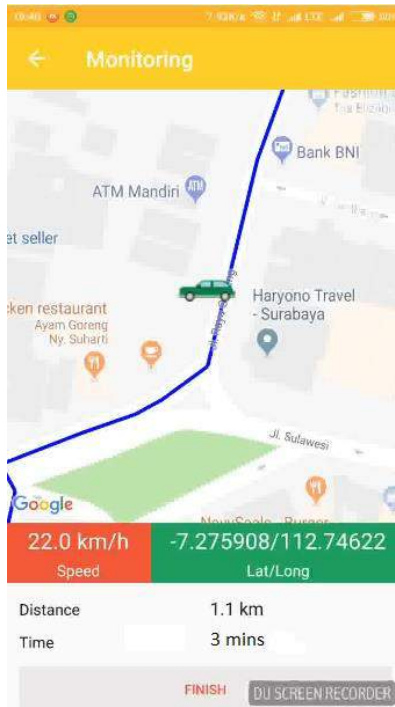 Monitoring
Bank BNI
ATM Mandiri
ATM
et seller
Haryono Travel
- Surabaya
cken restaurant
Ayam Goreng
Ny. Suharti
Jl. Sulawesi
Google
22.0 km/h
-7.275908/112.74622
Speed
Lat/Long
Distance
1.1 km
Time
3 mins
FINISH
DU SCREEN RECORDER